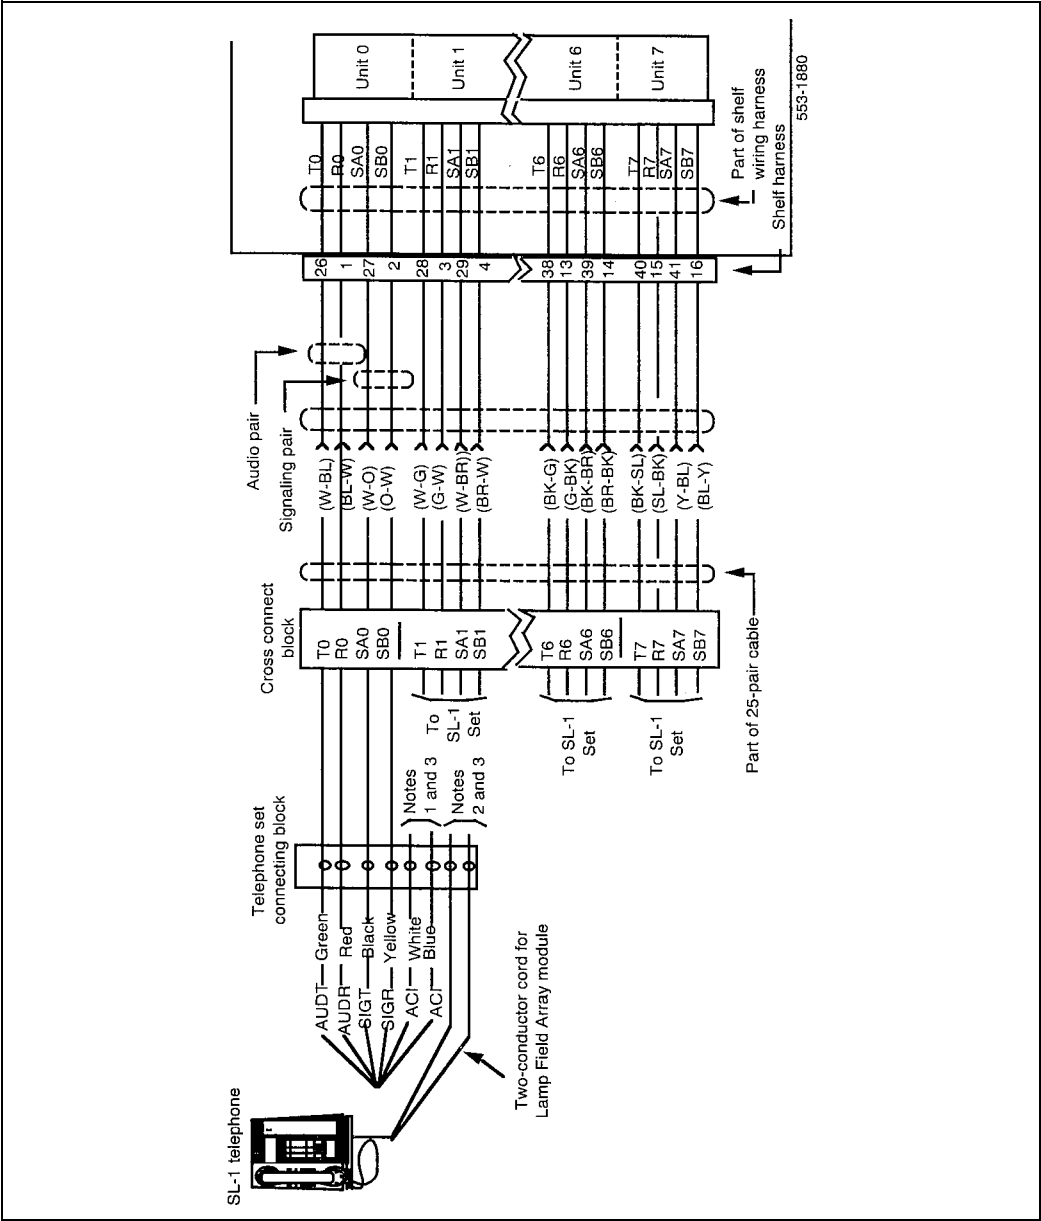 SL-1 telephone
Two-conductor cord for
Lamp Field Array module
AUDT
Green
AUDR
Red
SIGT
Black
SIGR
Yellow
ACI
White
ACI
Blue
Telephone set
connecting block
Notes
1 and 3
Notes
2 and 3
To
SL-1
Set
To SL-1
Set
To SL-1
Set
Cross connect
block
T0
R0
SA0
SB0
T1
R1
SA1
SB1
T6
R6
SA6
SB6
T7
R7
SA7
SB7
Part of 25-pair cable
Audio pair
Signaling pair
(W-BL)
(BL-W)
(W-O)
(O-W)
(W-G)
(G-W)
(W-BR))
(BR-W)
(BK-G)
(G-BK)
(BK-BR)
(BR-BK)
(BK-SL)
(SL-BK)
(Y-BL)
(BL-Y)
26
1
27
2
28
3
29
4
38
13
39
14
40
15
41
16
T0
R0
SA0
SB0
T1
R1
SA1
SB1
T6
R6
SA6
SB6
T7
R7
SA7
SB7
Unit 0
Unit 1
Unit 6
Unit 7
Part of shelf
wiring harness
Shelf harness
553-1880